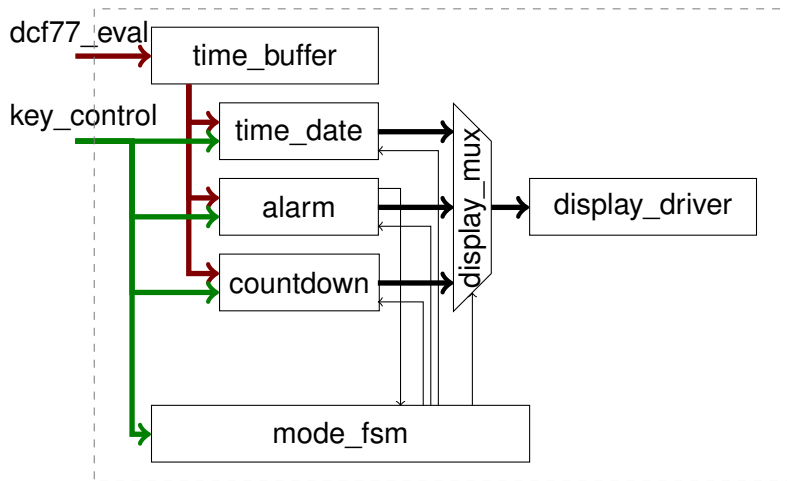 dcf77_eval
time_buffer
key_control
time_date
alarm
countdown
display_mux
display_driver
mode_fsm